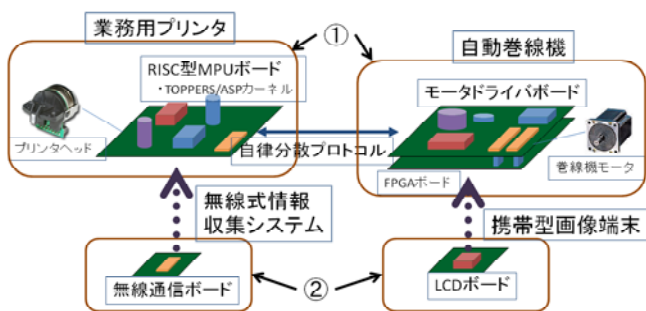 業務用プリンタ
①
自動巻線機
RISC型MPUボード
・TOPPERS/ASPカーネル
モータドライバボード
プリンタヘッド
自律分散プロトコル
FPGAボード
巻線機モータ
無線式情報
収集システム
携帯型画像端末
②
無線通信ボード
LCDボード